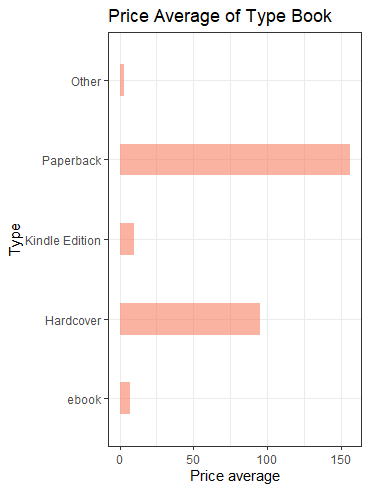 Price Average of Type Book
Other
Paperback
Kindle Edition
Hardcover
ebook
Type
0 50 100 150
Price average